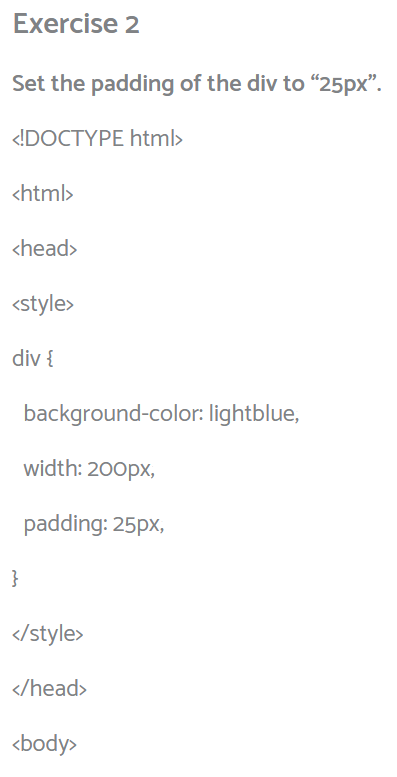 Exercise 2
Set the padding of the div to “25px”.
<!DOCTYPE html>
<html>
<head>
<style>
div {
background-color: lightblue,
width: 200px,
padding: 25px,
}
</style>
</head>
<body>